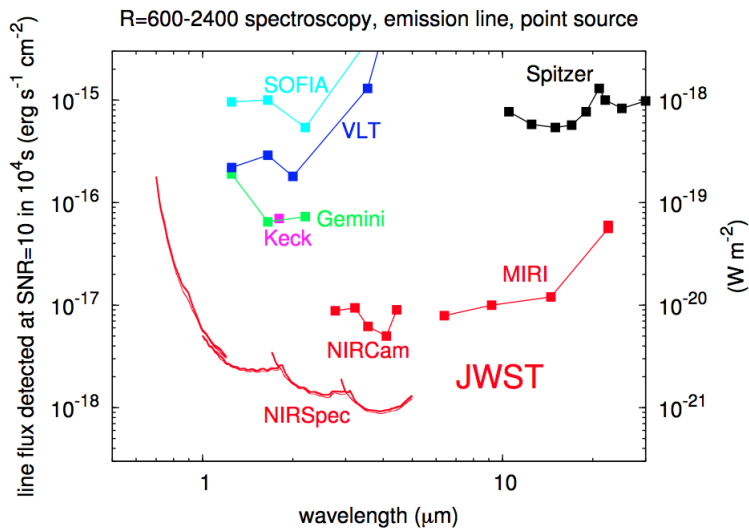 R=600-2400 spectroscopy, emission line, point source
line flux detected at SNR=10 in 10⁴s (erg s⁻¹ cm⁻²)
10⁻¹⁵
10⁻¹⁶
10⁻¹⁷
10⁻¹⁸
SOFIA
VLT
Gemini
Keck
Spitzer
MIRI
NIRCam
JWST
NIRSpec
10⁻¹⁸
10⁻¹⁹
10⁻²⁰
10⁻²¹
(W m⁻²)
1
10
wavelength (μm)